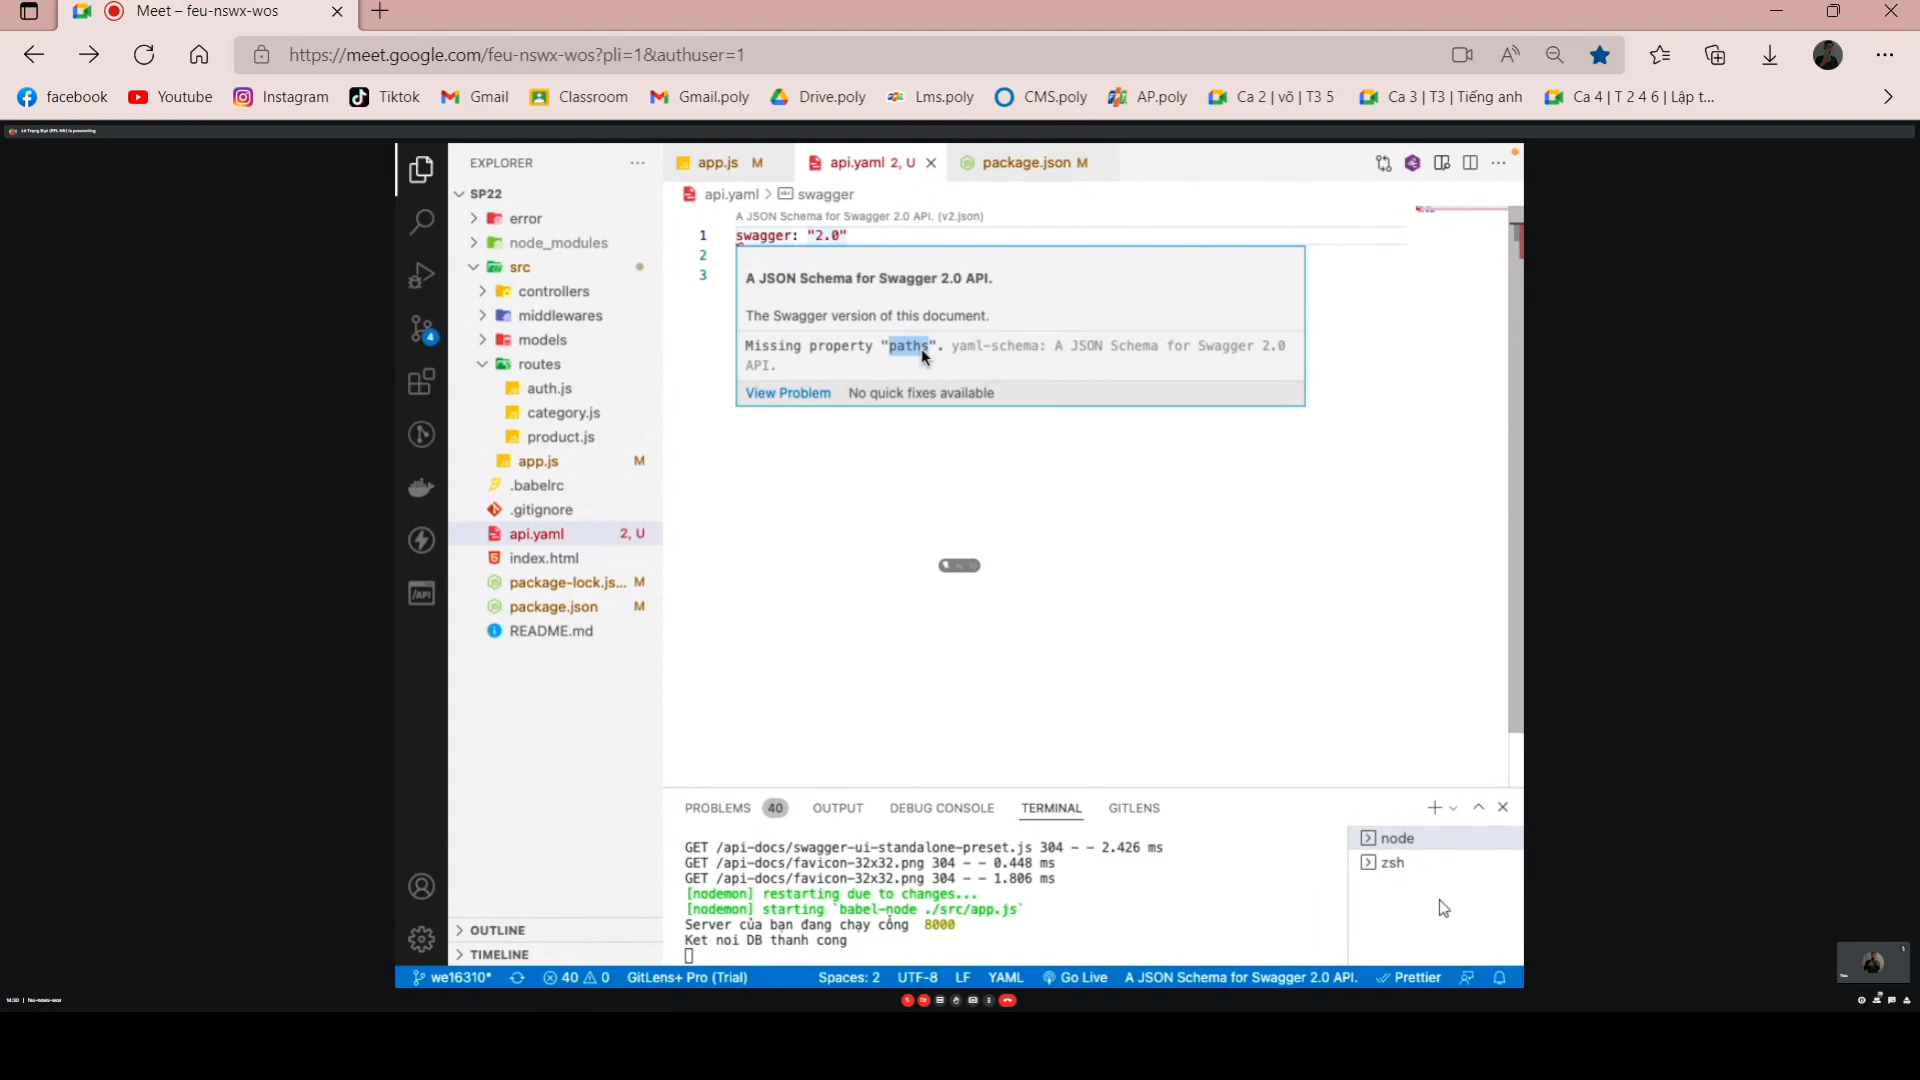 Meet – feu-nswx-wos
https://meet.google.com/feu-nswx-wos?pli=1&authuser=1
facebook Youtube Instagram Tiktok Gmail Classroom Gmail.poly Drive.poly Lms.poly CMS.poly AP.poly Ca 2 | võ | T3 5 Ca 3 | T3 | Tiếng anh Ca 4 | T 2 4 6 | Lập t...
EXPLORER
SP22
error
node_modules
src
controllers
middlewares
models
routes
auth.js
category.js
product.js
app.js M
.babelrc
.gitignore
api.yaml 2, U
index.html
package-lock.js... M
package.json M
README.md
OUTLINE
TIMELINE
4
/API
app.js M api.yaml 2, U package.json M
api.yaml > swagger
A JSON Schema for Swagger 2.0 API. (v2.json)
1 swagger: "2.0"
2
3
A JSON Schema for Swagger 2.0 API.
The Swagger version of this document.
Missing property "paths". yaml-schema: A JSON Schema for Swagger 2.0
API.
View Problem No quick fixes available
PROBLEMS 40 OUTPUT DEBUG CONSOLE TERMINAL GITLENS
GET /api-docs/swagger-ui-standalone-preset.js 304 - - 2.426 ms
GET /api-docs/favicon-32x32.png 304 - - 0.448 ms
GET /api-docs/favicon-32x32.png 304 - - 1.806 ms
[nodemon] restarting due to changes...
[nodemon] starting `babel-node ./src/app.js`
Server của bạn đang chạy cổng 8000
Ket noi DB thanh cong
node
zsh
we16310* 40 0 GitLens+ Pro (Trial) Spaces: 2 UTF-8 LF YAML Go Live A JSON Schema for Swagger 2.0 API. Prettier
14:30 | feu-nswx-wos